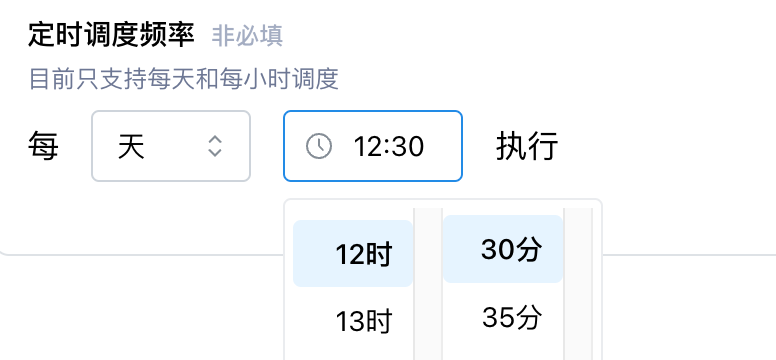 定时调度频率 非必填
目前只支持每天和每小时调度
每 天 12:30 执行
12时 30分
13时 35分